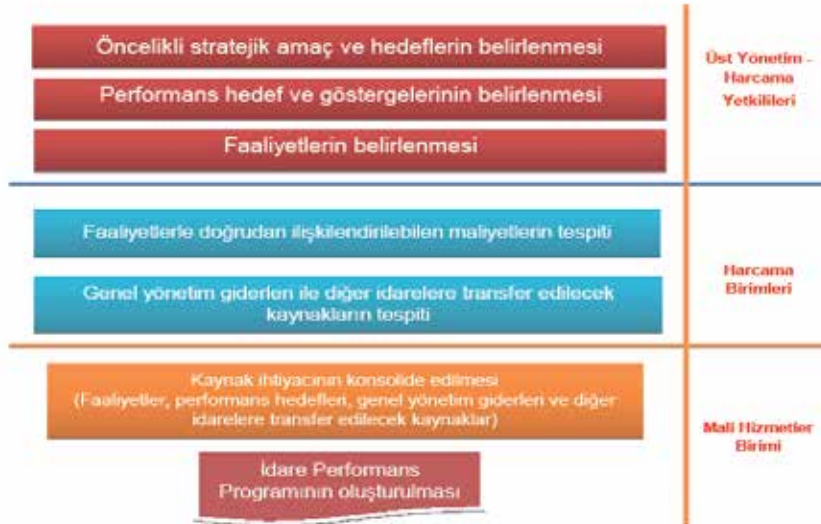 Öncelikli stratejik amaç ve hedeflerin belirlenmesi
Performans hedef ve göstergelerinin belirlenmesi
Faaliyetlerin belirlenmesi
Üst Yönetim -
Harcama
Yetkilileri
Faaliyetlerle doğrudan ilişkilendirilebilen maliyetlerin tespiti
Genel yönetim giderleri ile diğer idarelere transfer edilecek
kaynakların tespiti
Harcama
Birimleri
Kaynak ihtiyacının konsolide edilmesi
(Faaliyetler, performans hedefleri, genel yönetim giderleri ve diğer
idarelere transfer edilecek kaynaklar)
İdare Performans
Programının oluşturulması
Mali Hizmetler
Birimi